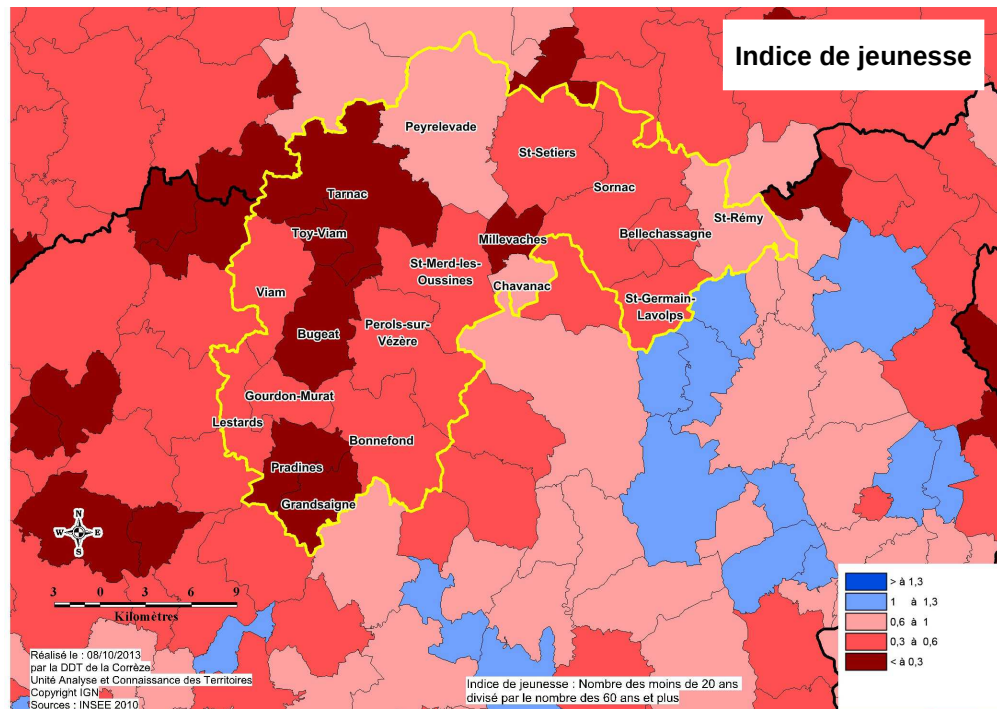 Indice de jeunesse
Peyrelevade
St-Setiers
Tarnac
Sornac
St-Rémy
Toy-Viam
Millevaches
Bellechassagne
St-Merd-les-
Oussines
Chavanac
Viam
St-Germain-
Lavolps
Bugeat
Perols-sur-
Vézère
Gourdon-Murat
Lestards
Bonnefond
Pradines
Grandsaigne
N
W E
S
3 0 3 6 9
Kilomètres
> à 1,3
1 à 1,3
0,6 à 1
0,3 à 0,6
< à 0,3
Réalisé le : 08/10/2013
par la DDT de la Corrèze
Unité Analyse et Connaissance des Territoires
Copyright IGN
Sources : INSEE 2010
Indice de jeunesse : Nombre des moins de 20 ans
divisé par le nombre des 60 ans et plus